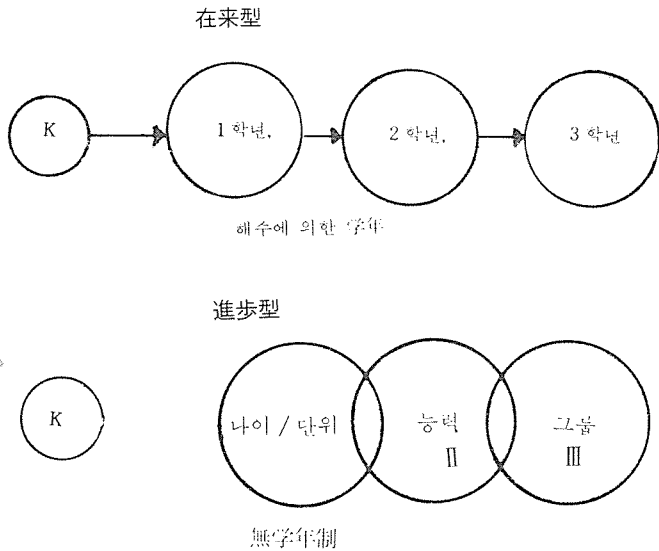 在来型
K
1 학년,
2 학년,
3 학년
해수에 의한 学年
進歩型
K
나이 / 단위
능력
Ⅱ
그룹
Ⅲ
無学年制